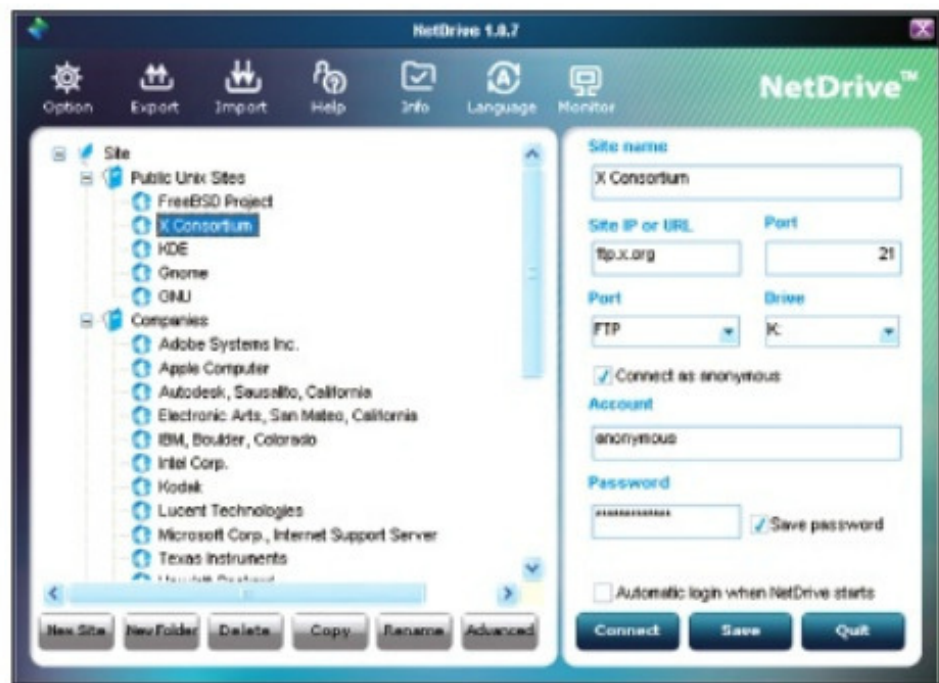 NetDrive 1.0.7
Option Export Import Help Info Language Monitor
NetDrive™
Site
Public Unix Sites
FreeBSD Project
X Consortium
KDE
Gnome
GNU
Companies
Adobe Systems Inc.
Apple Computer
Autodesk, Sausalito, California
Electronic Arts, San Mateo, California
IBM, Boulder, Colorado
Intel Corp.
Kodak
Lucent Technologies
Microsoft Corp., Internet Support Server
Texas Instruments
New Site New Folder Delete Copy Rename Advanced
Site name
X Consortium
Site IP or URL Port
ftp.x.org 21
Port Drive
FTP K:
Connect as anonymous
Account
anonymous
Password
*************
Save password
Automatic login when NetDrive starts
Connect Save Quit